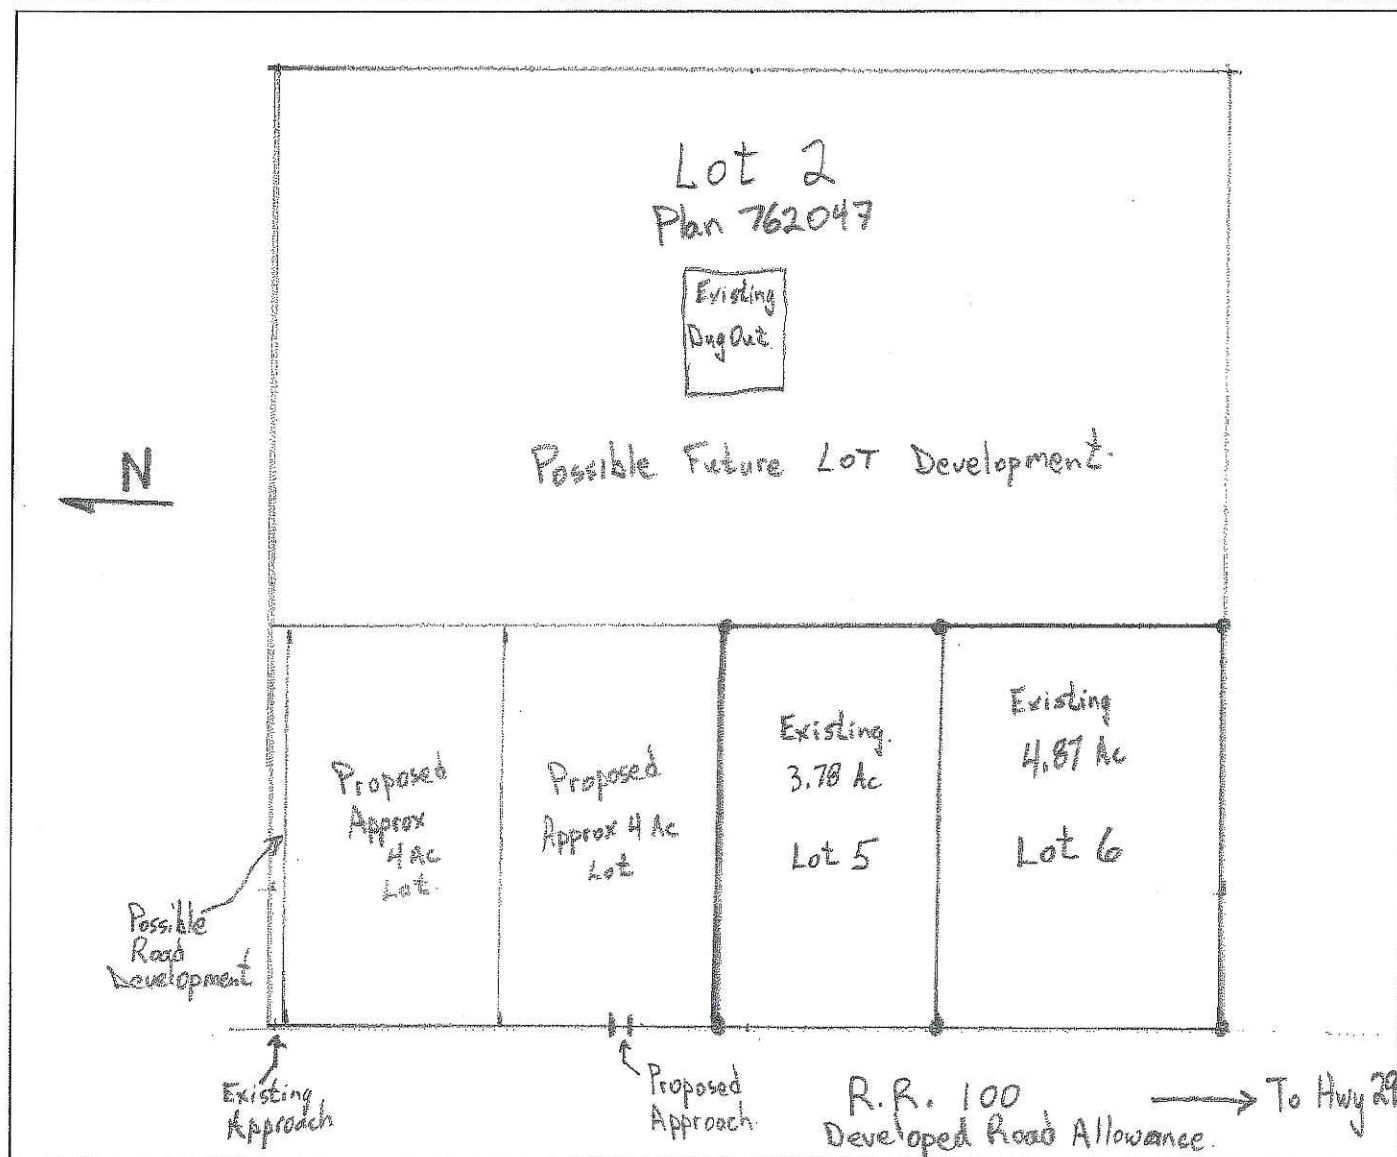 Lot 2
Plan 762047
Existing
DugOut
Possible Future LOT Development.
N
Proposed
Approx
4 Ac
Lot.
Proposed
Approx 4 Ac
Lot
Existing.
3.78 Ac
Lot 5
Existing
4.87 Ac
Lot 6
Possible
Road
Development
Existing
Approach
Proposed
Approach.
R.R. 100
Developed Road Allowance.
To Hwy 29